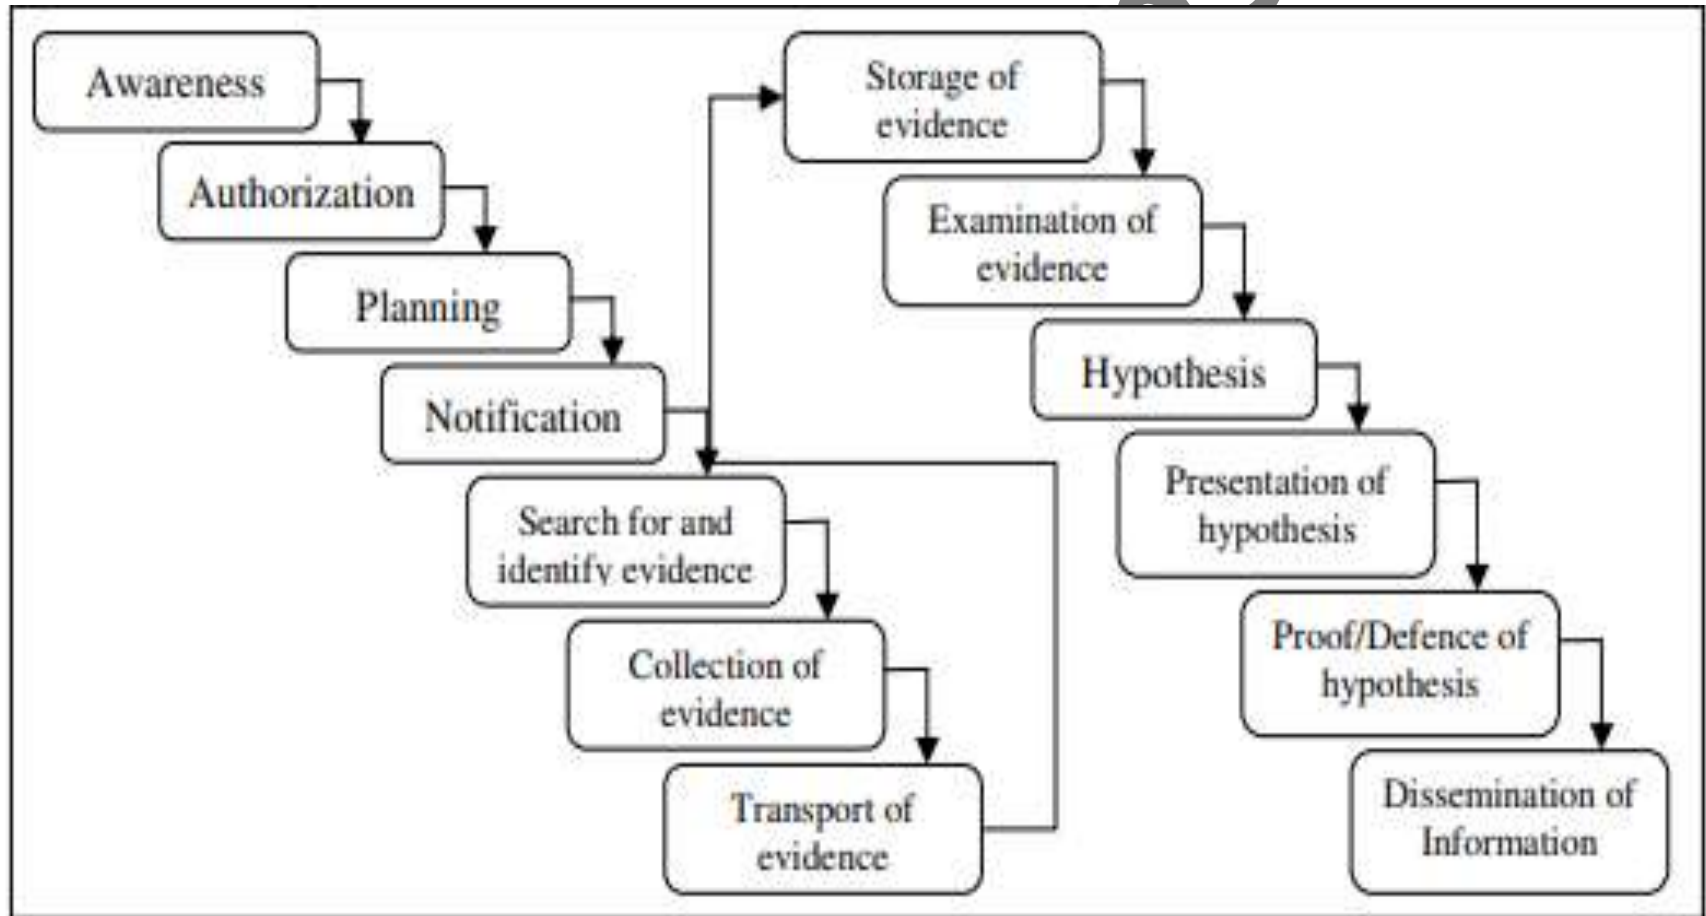 Awareness
Authorization
Planning
Notification
Search for and
identify evidence
Collection of
evidence
Transport of
evidence
Storage of
evidence
Examination of
evidence
Hypothesis
Presentation of
hypothesis
Proof/Defence of
hypothesis
Dissemination of
Information